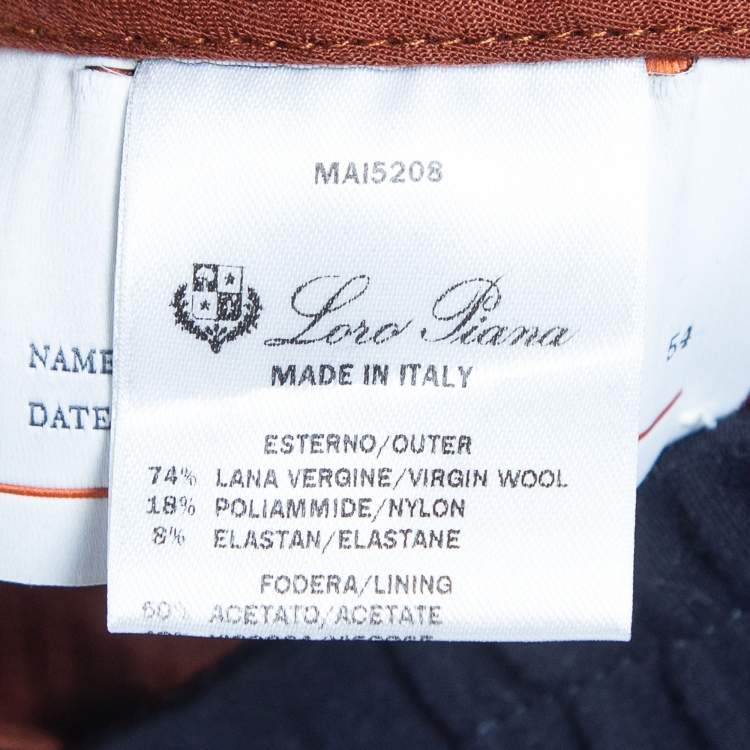 MAI5208
Loro Piana
MADE IN ITALY
NAME
DATE
54
ESTERNO/OUTER
74% LANA VERGINE/VIRGIN WOOL
18% POLIAMMIDE/NYLON
8% ELASTAN/ELASTANE
FODERA/LINING
60% ACETATO/ACETATE